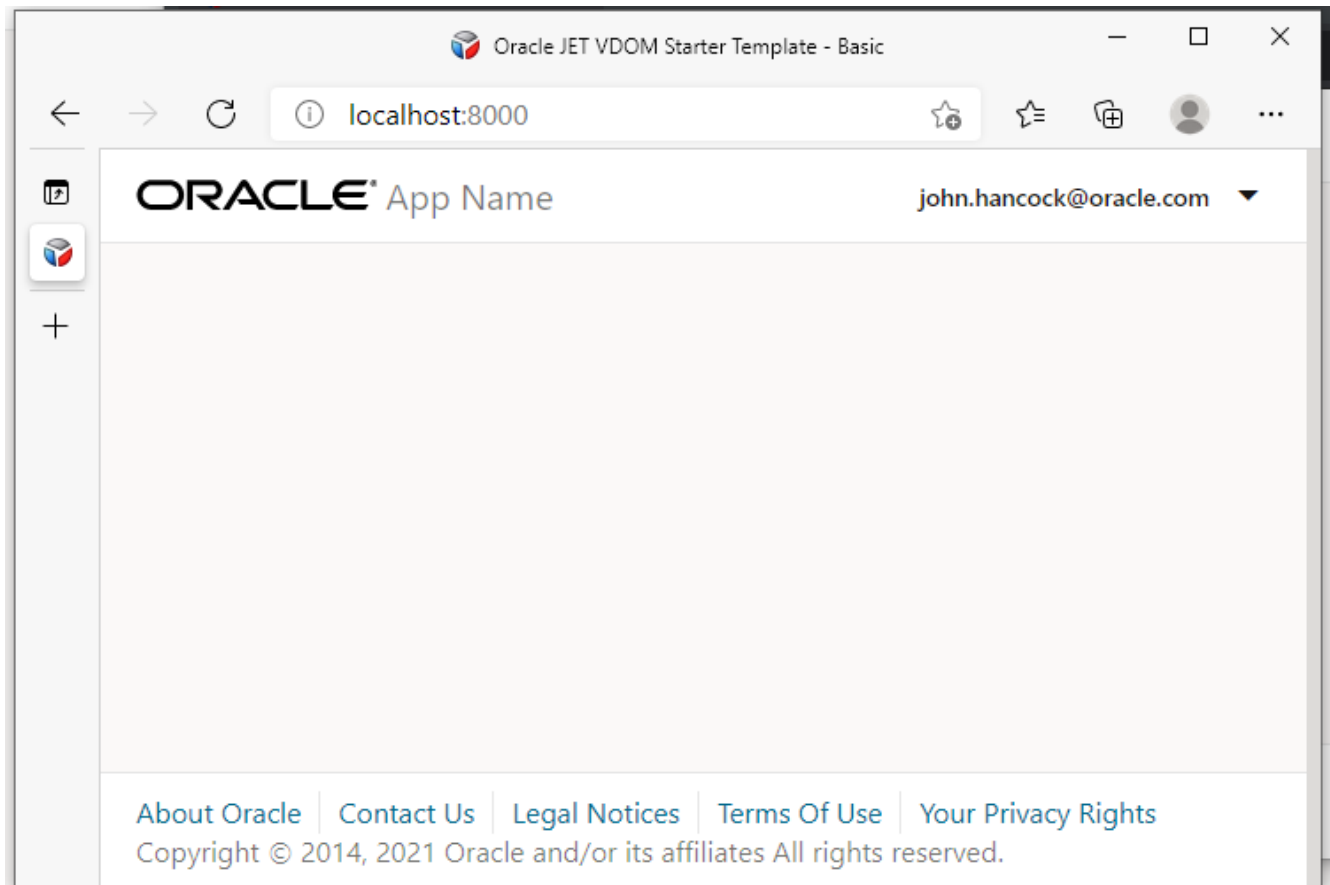 Oracle JET VDOM Starter Template - Basic
localhost:8000
ORACLE® App Name john.hancock@oracle.com
About Oracle Contact Us Legal Notices Terms Of Use Your Privacy Rights
Copyright © 2014, 2021 Oracle and/or its affiliates All rights reserved.